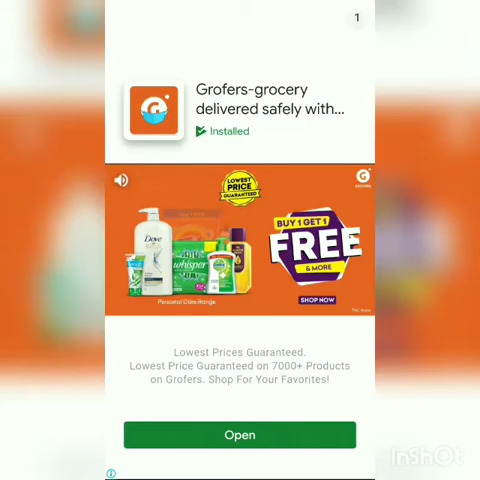 1
Grofers-grocery
delivered safely with...
Installed
LOWEST
PRICE
GUARANTEED
G
GROFERS
BUY 1 GET 1
FREE
& MORE
SHOP NOW
Dove
whisper
Personal Care Range
Lowest Prices Guaranteed.
Lowest Price Guaranteed on 7000+ Products
on Grofers. Shop For Your Favorites!
Open
InShOt